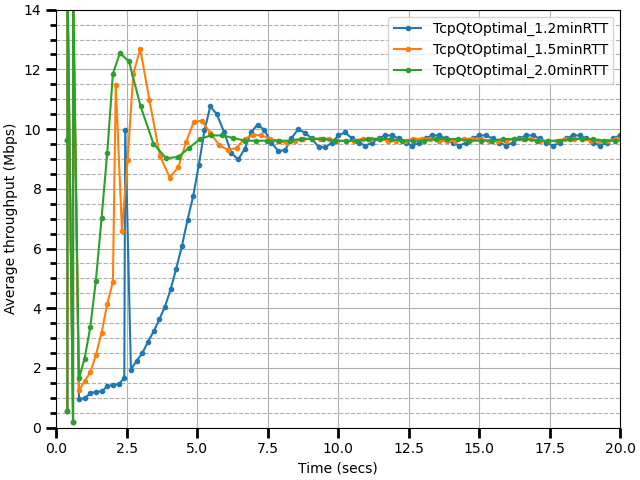 14
12
10
8
6
4
2
0
Average throughput (Mbps)
TcpQtOptimal_1.2minRTT
TcpQtOptimal_1.5minRTT
TcpQtOptimal_2.0minRTT
0.0 2.5 5.0 7.5 10.0 12.5 15.0 17.5 20.0
Time (secs)